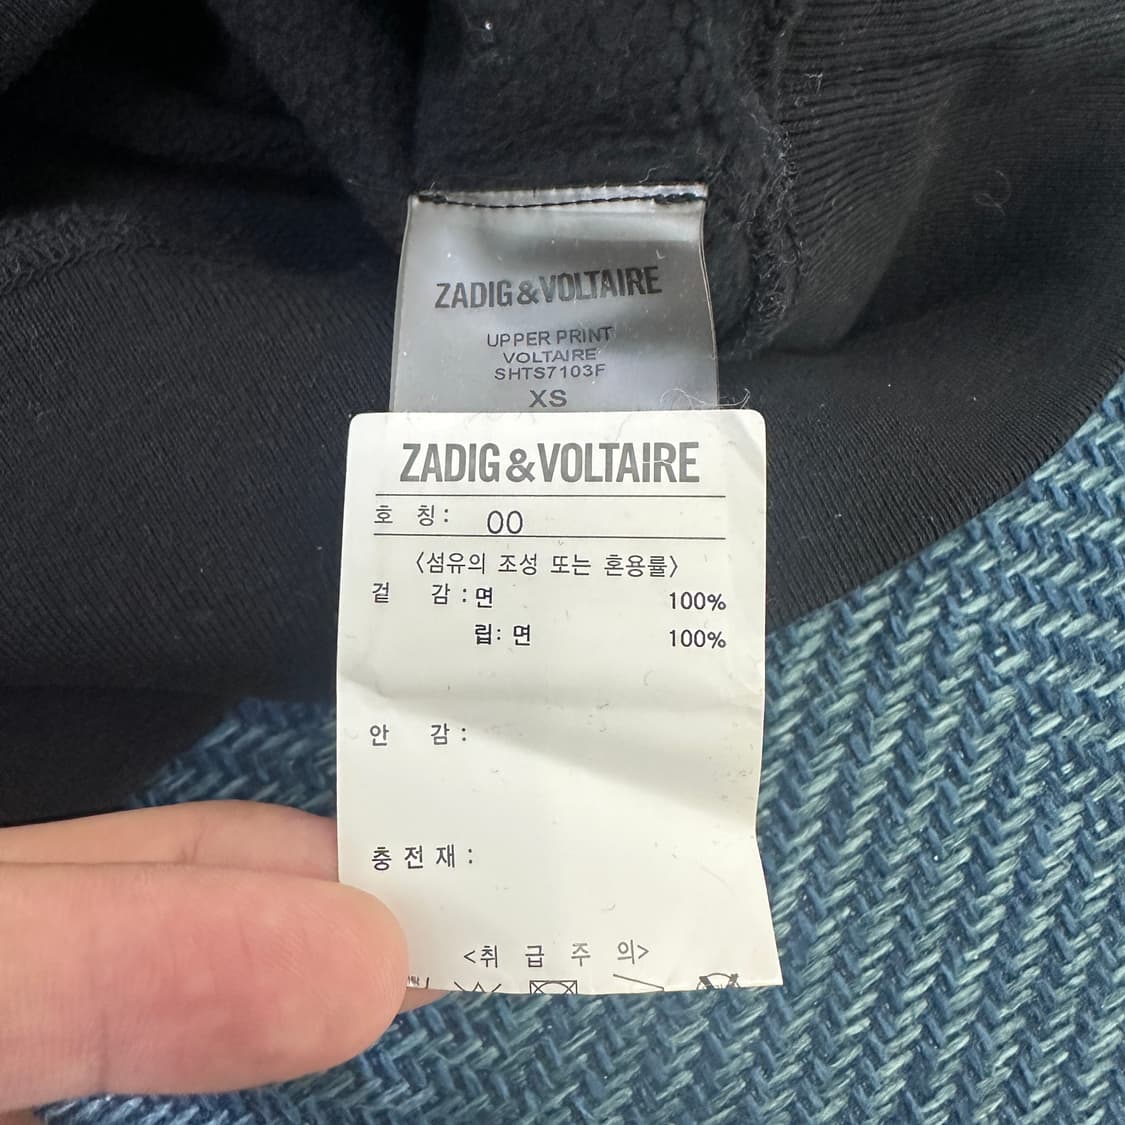 ZADIG&VOLTAIRE
UPPER PRINT
VOLTAIRE
SHTS7103F
XS
ZADIG&VOLTAIRE
호 칭: 00
〈섬유의 조성 또는 혼용률〉
겉 감: 면 100%
립: 면 100%
안 감:
충 전 재:
<취 급 주 의>